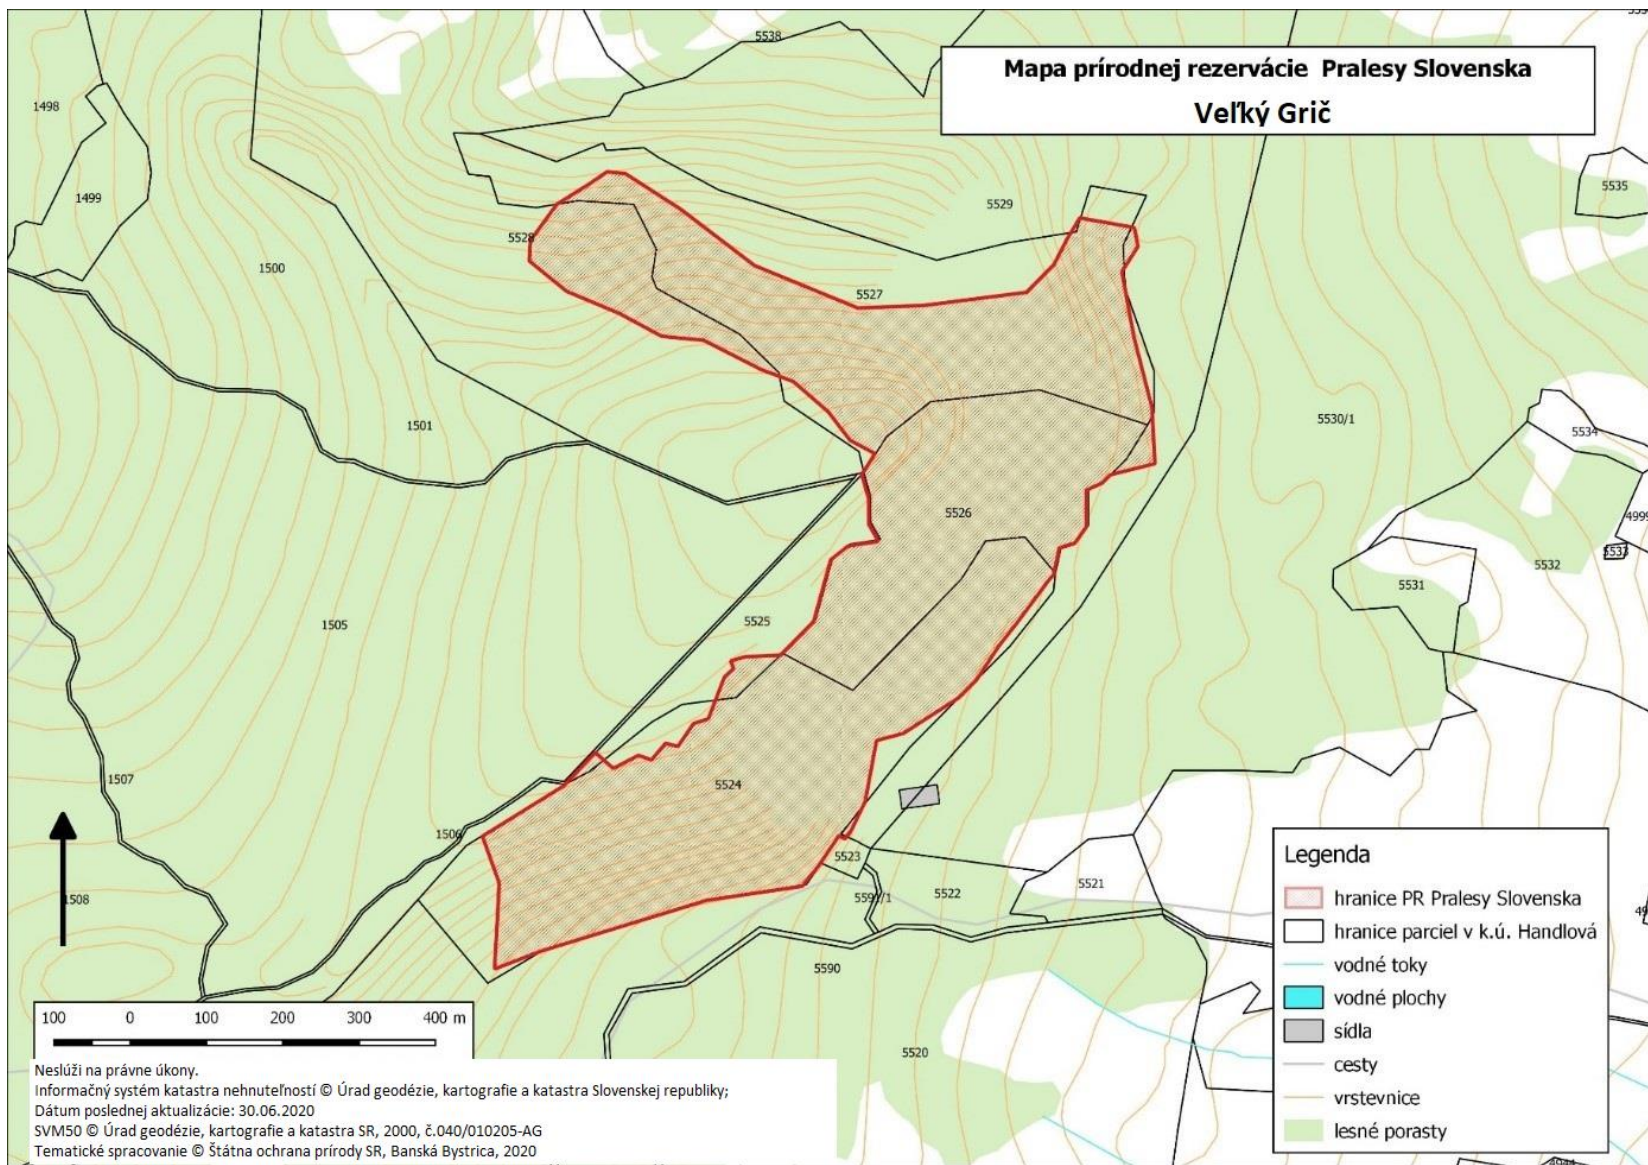 5538
Mapa prírodnej rezervácie Pralesy Slovenska
Veľký Grič
1498
1499
5535
5529
5528
1500
5527
1501
5530/1
5534
5526
4999
5533
5532
5531
1505
5525
1507
5524
1506
5523
5521
5522
5591/1
1508
5590
5520
Legenda
hranice PR Pralesy Slovenska
hranice parciel v k.ú. Handlová
vodné toky
vodné plochy
sídla
cesty
vrstevnice
lesné porasty
100 0 100 200 300 400 m
Neslúži na právne úkony.
Informačný systém katastra nehnuteľností © Úrad geodézie, kartografie a katastra Slovenskej republiky;
Dátum poslednej aktualizácie: 30.06.2020
SVM50 © Úrad geodézie, kartografie a katastra SR, 2000, č.040/010205-AG
Tematické spracovanie © Štátna ochrana prírody SR, Banská Bystrica, 2020